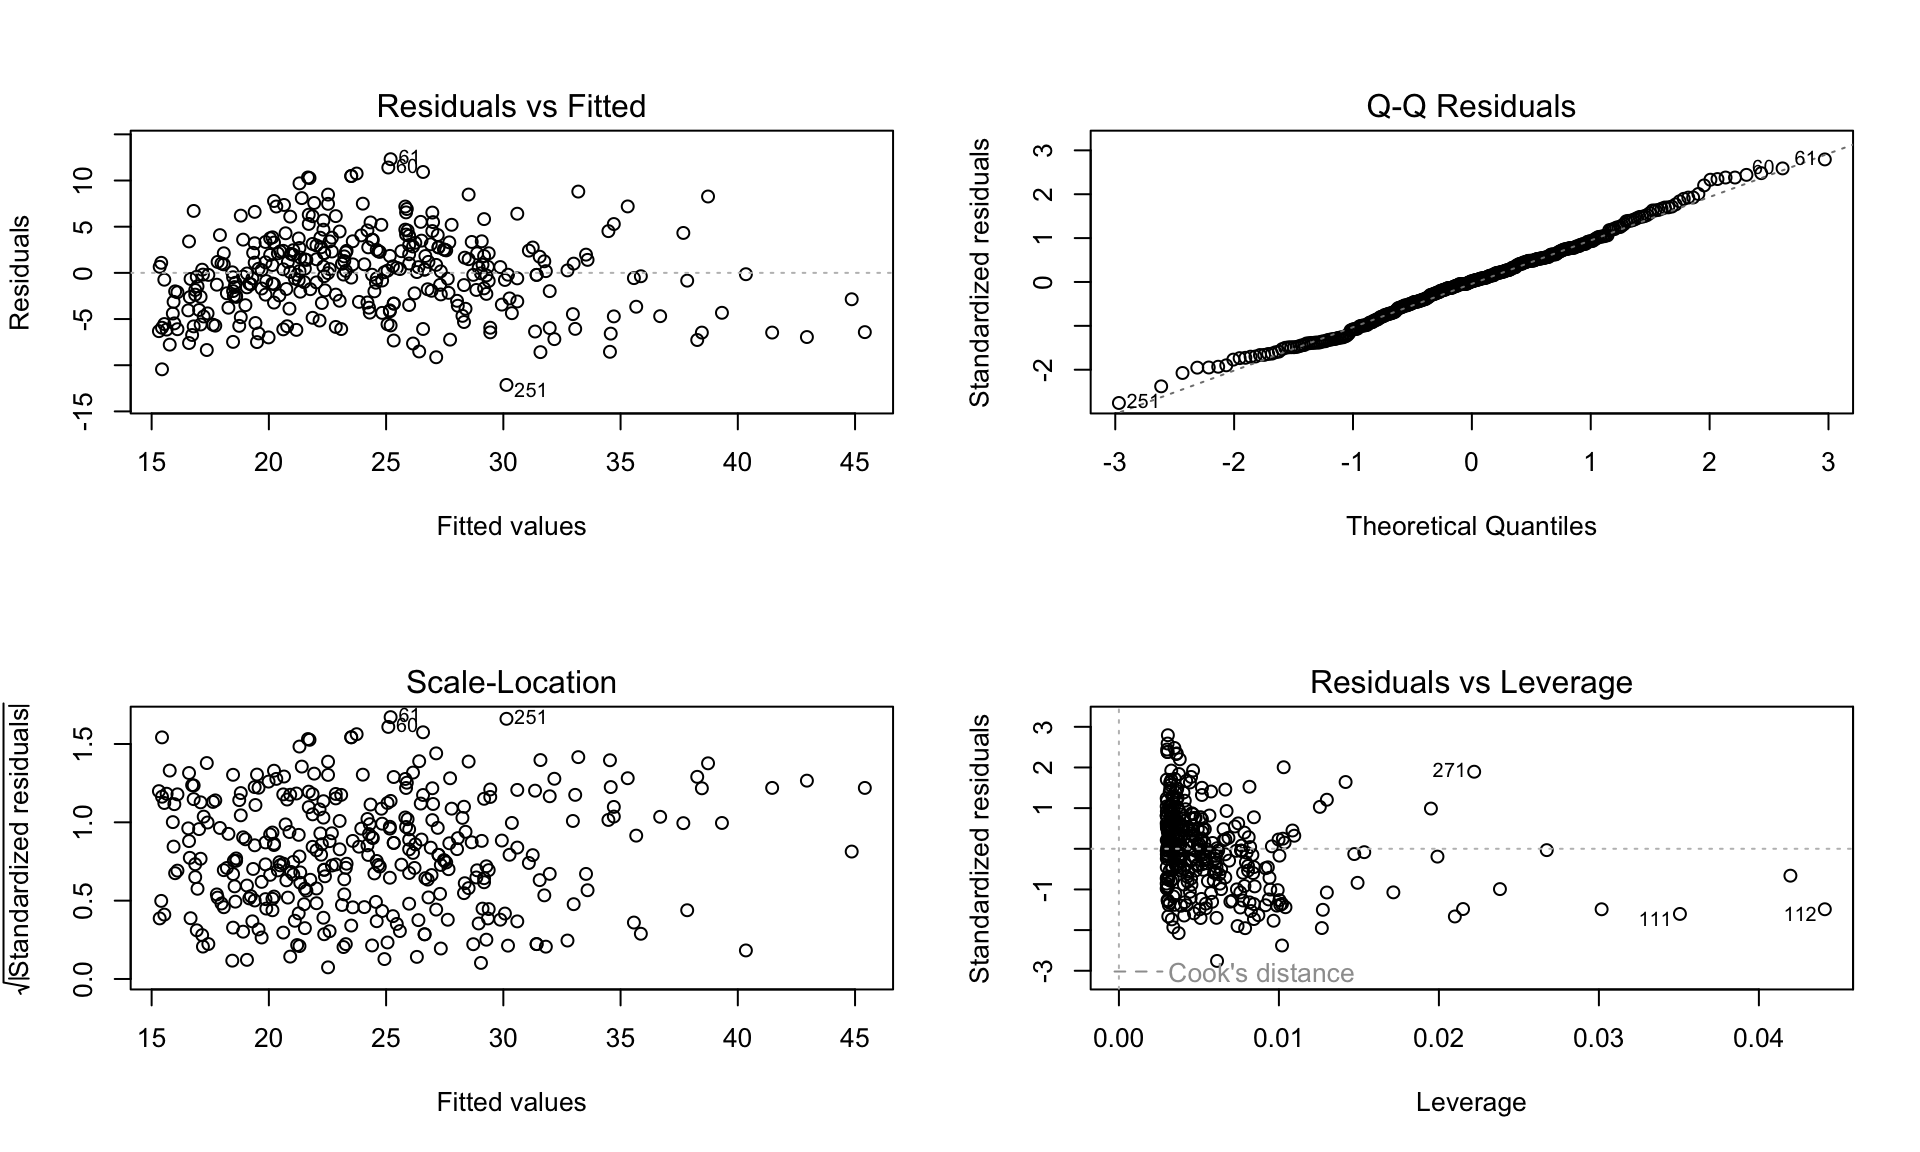 Residuals vs Fitted
Residuals
10
5
0
-5
-15
61
60
251
15 20 25 30 35 40 45
Fitted values
Q-Q Residuals
Standardized residuals
3
2
1
0
-2
60 61
251
-3 -2 -1 0 1 2 3
Theoretical Quantiles
Scale-Location
√|Standardized residuals|
1.5
1.0
0.5
0.0
61
60
251
15 20 25 30 35 40 45
Fitted values
Residuals vs Leverage
Standardized residuals
3
2
1
-1
-3
271
111
112
Cook's distance
0.00 0.01 0.02 0.03 0.04
Leverage